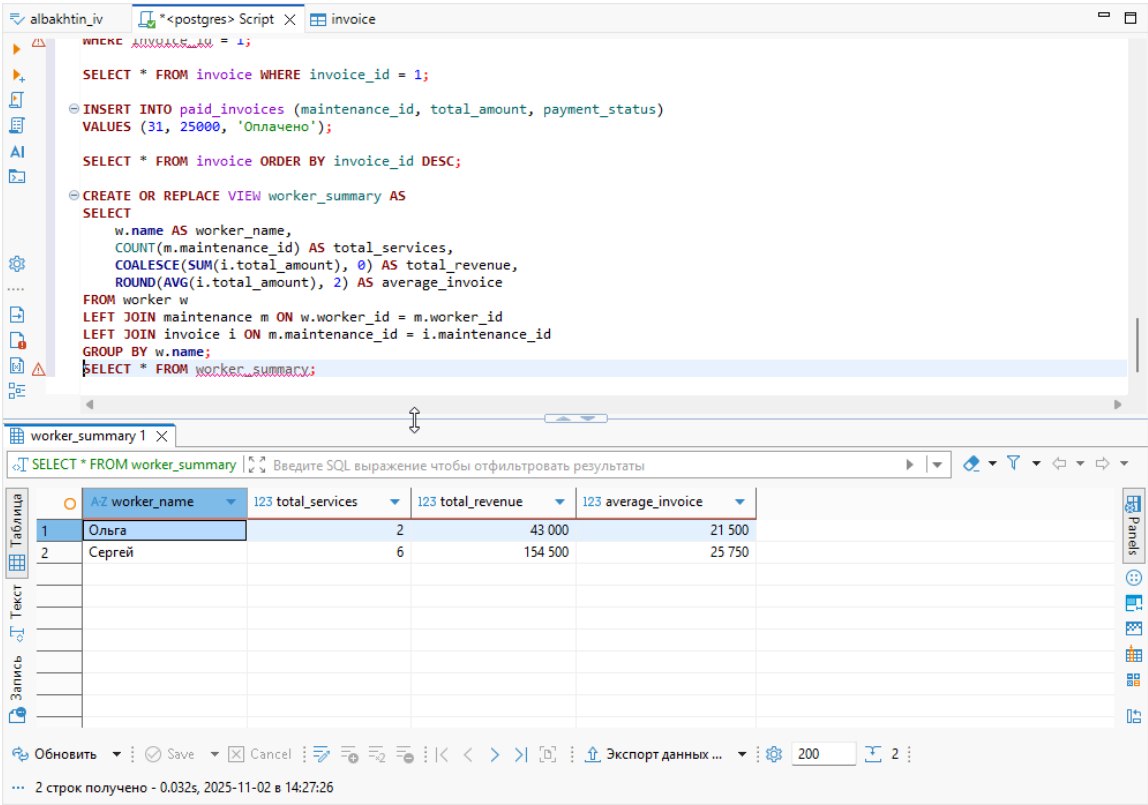 albakhtin_iv
*<postgres> Script
invoice
WHERE invoice_id = 1;
SELECT * FROM invoice WHERE invoice_id = 1;
INSERT INTO paid_invoices (maintenance_id, total_amount, payment_status)
VALUES (31, 25000, 'Оплачено');
SELECT * FROM invoice ORDER BY invoice_id DESC;
CREATE OR REPLACE VIEW worker_summary AS
SELECT
w.name AS worker_name,
COUNT(m.maintenance_id) AS total_services,
COALESCE(SUM(i.total_amount), 0) AS total_revenue,
ROUND(AVG(i.total_amount), 2) AS average_invoice
FROM worker w
LEFT JOIN maintenance m ON w.worker_id = m.worker_id
LEFT JOIN invoice i ON m.maintenance_id = i.maintenance_id
GROUP BY w.name;
SELECT * FROM worker_summary;
AI
worker_summary 1
SELECT * FROM worker_summary
Введите SQL выражение чтобы отфильтровать результаты
Таблица
Текст
Запись
A-Z worker_name 123 total_services 123 total_revenue 123 average_invoice
1 Ольга 2 43 000 21 500
2 Сергей 6 154 500 25 750
Panels
Обновить Save Cancel Экспорт данных ... 200 2
2 строк получено - 0.032s, 2025-11-02 в 14:27:26